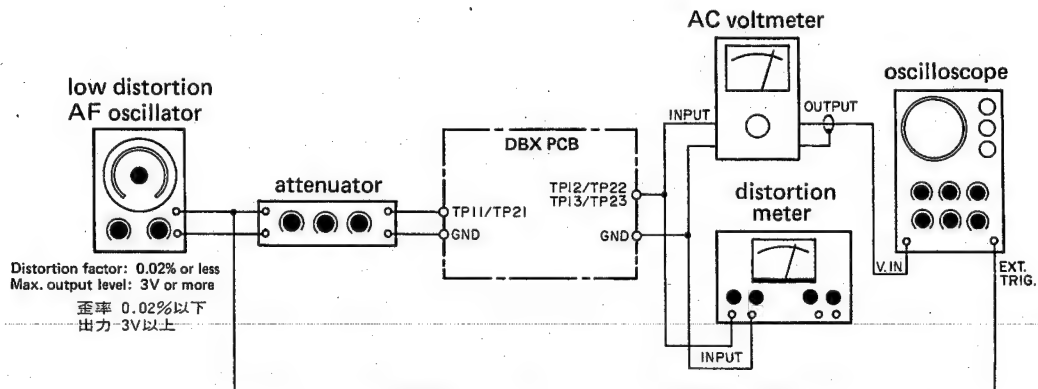 AC voltmeter
low distortion
AF oscillator
oscilloscope
INPUT
OUTPUT
DBX PCB
attenuator
TP12/TP22
TP13/TP23
distortion
meter
TP11/TP21
GND
GND
V. IN
EXT.
TRIG.
Distortion factor: 0.02% or less
Max. output level: 3V or more
歪率 0.02%以下
出力 3V以上
INPUT